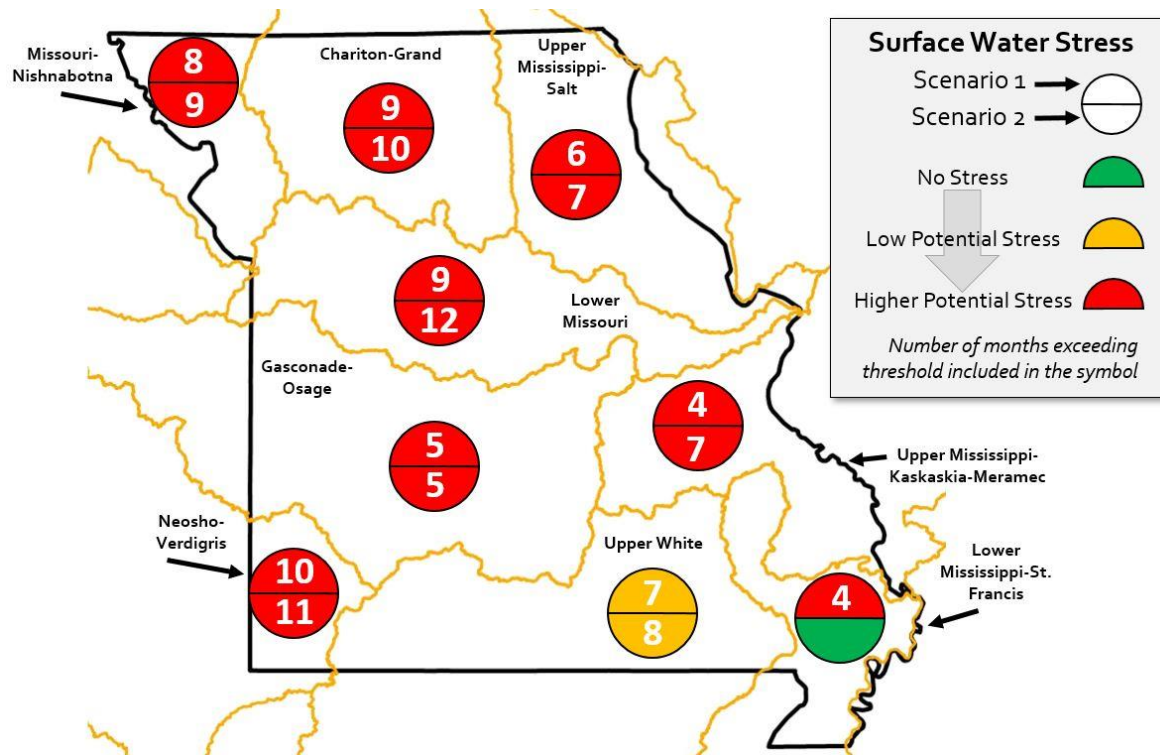 Missouri-
Nishnabotna
8
9
Chariton-Grand
9
10
Upper
Mississippi-
Salt
6
7
Surface Water Stress
Scenario 1
Scenario 2
No Stress
Low Potential Stress
Higher Potential Stress
Number of months exceeding
threshold included in the symbol
9
12
Lower
Missouri
Gasconade-
Osage
5
5
4
7
Upper Mississippi-
Kaskaskia-Meramec
Neosho-
Verdigris
10
11
Upper White
7
8
4
Lower
Mississippi-St.
Francis